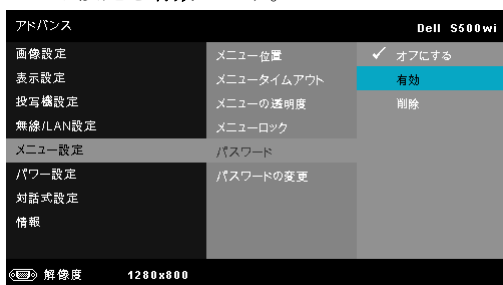 アドバンス
Dell S500wi
画像設定
表示設定
投写機設定
無線/LAN設定
メニュー設定
パワー設定
対話式設定
情報
メニュー位置
メニュータイムアウト
メニューの透明度
メニューロック
パスワード
パスワードの変更
✓ オフにする
有効
削除
解像度 1280x800